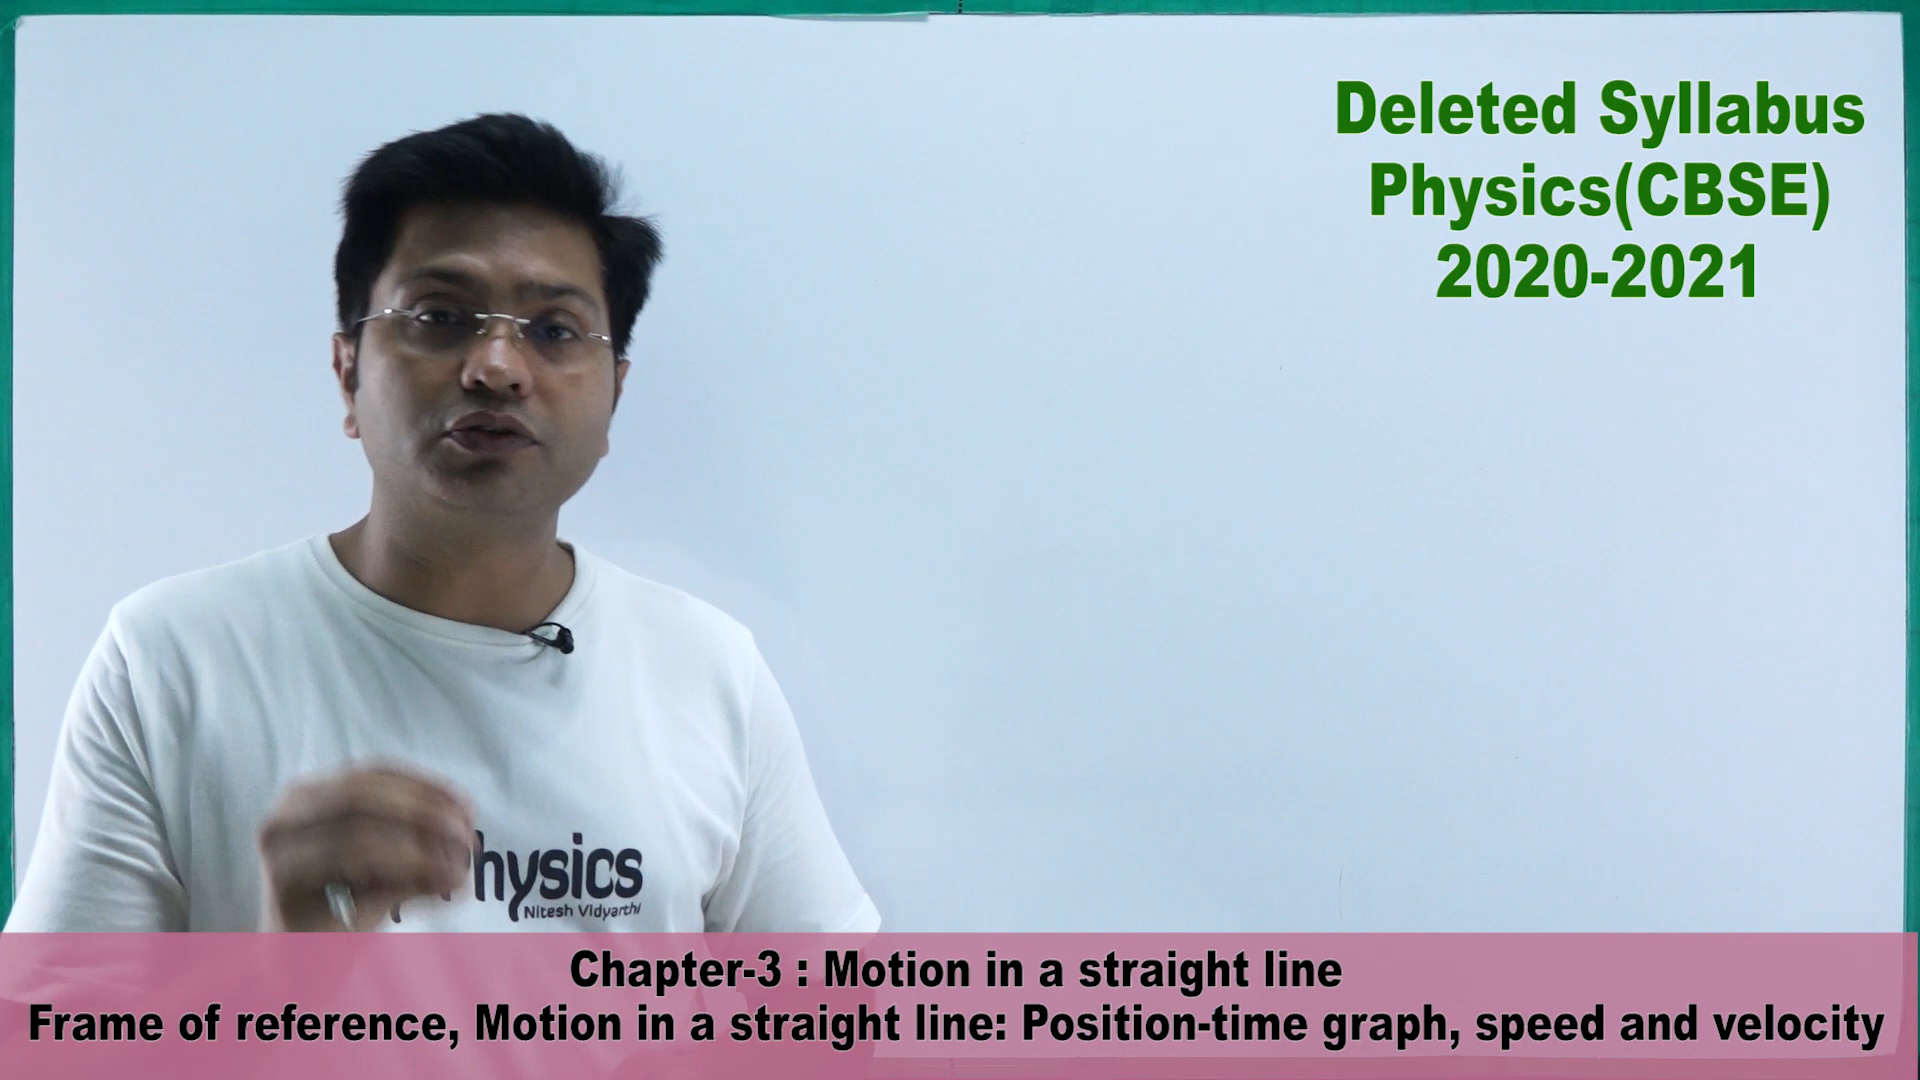 Deleted Syllabus
Physics(CBSE)
2020-2021
Physics
Nitesh Vidyarthi
Chapter-3 : Motion in a straight line
Frame of reference, Motion in a straight line: Position-time graph, speed and velocity